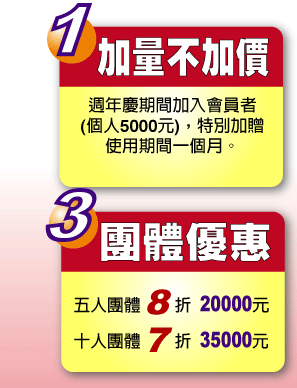 1
加量不加價
週年慶期間加入會員者
(個人5000元)，特別加贈
使用期間一個月。
3
團體優惠
五人團體 8 折 20000元
十人團體 7 折 35000元